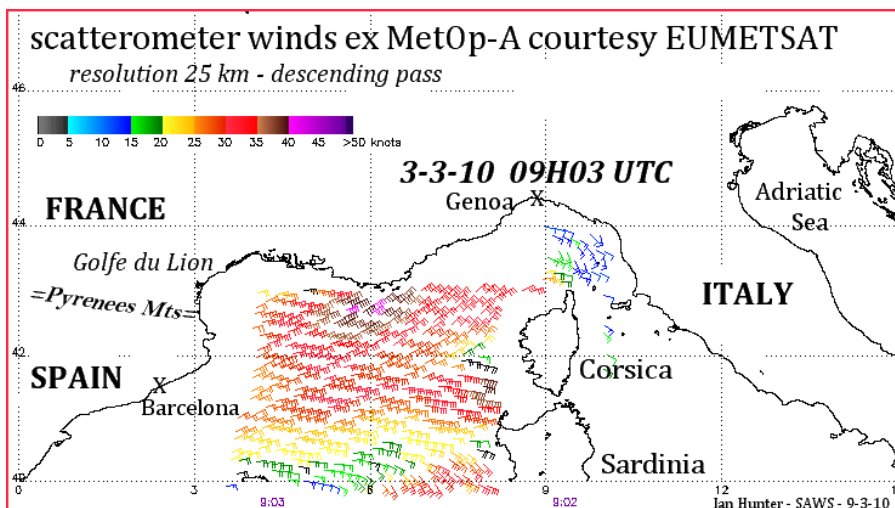 scatterometer winds ex MetOp-A courtesy EUMETSAT
resolution 25 km - descending pass
46
0 5 10 15 20 25 30 35 40 45 >50 knots
3-3-10 09H03 UTC
Genoa X
Adriatic
Sea
FRANCE
44
Golfe du Lion
=Pyrenees Mts=
ITALY
42
SPAIN
X
Barcelona
Corsica
Sardinia
40
0 3 6 9 12
9:03 9:02
Ian Hunter - SAWS - 9-3-10